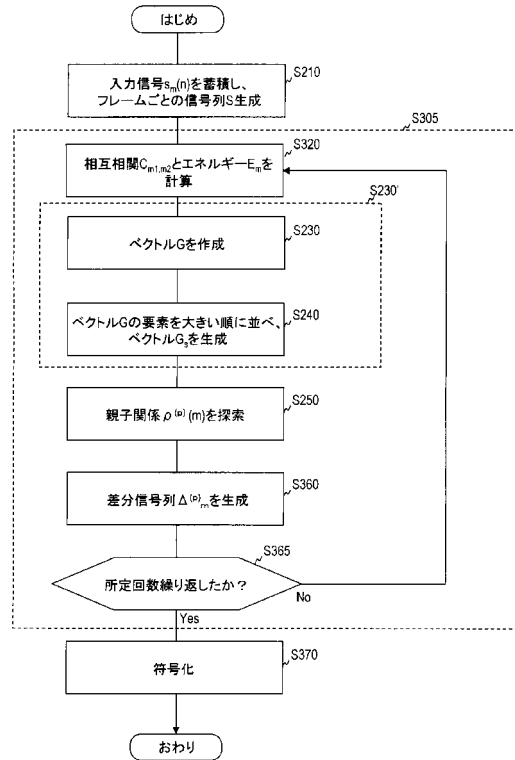 はじめ
S210
入力信号sm(n)を蓄積し、
フレームごとの信号列S生成
S305
S320
相互相関Cm1,m2とエネルギーEmを
計算
S230'
S230
ベクトルGを作成
S240
ベクトルGの要素を大きい順に並べ、
ベクトルGsを生成
S250
親子関係ρ(p)(m)を探索
S360
差分信号列Δ(p)mを生成
S365
所定回数繰り返したか？
No
Yes
S370
符号化
おわり